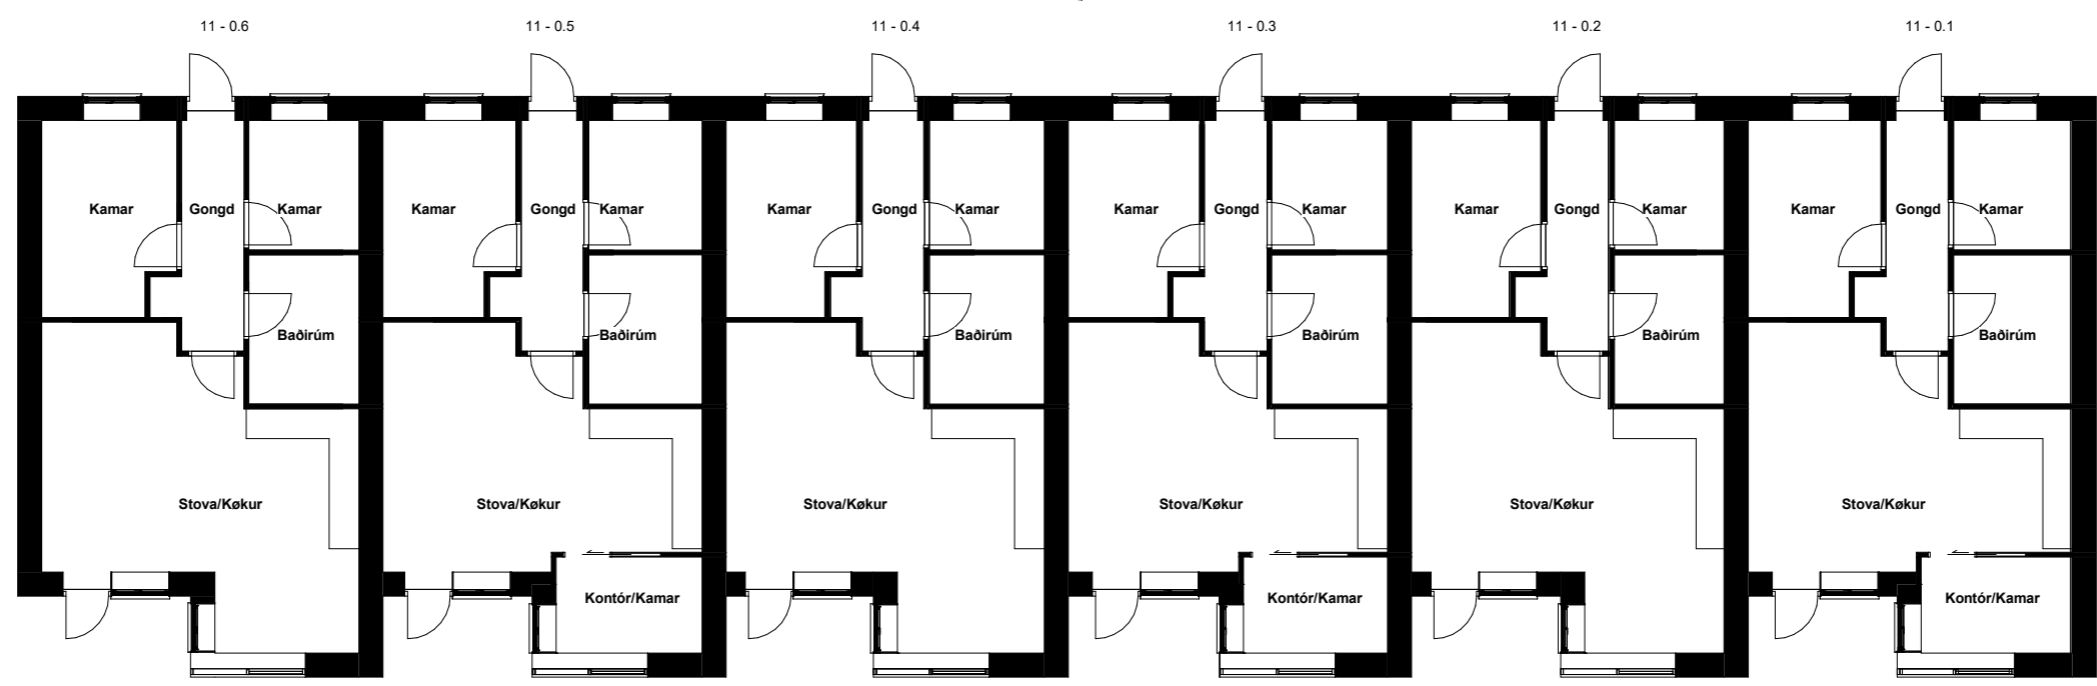 11 - 0.6
11 - 0.5
11 - 0.4
11 - 0.3
11 - 0.2
11 - 0.1
Kamar
Gongd
Kamar
Kamar
Gongd
Kamar
Kamar
Gongd
Kamar
Kamar
Gongd
Kamar
Kamar
Gongd
Kamar
Kamar
Gongd
Kamar
Baðirúm
Baðirúm
Baðirúm
Baðirúm
Baðirúm
Baðirúm
Stova/Køkur
Stova/Køkur
Stova/Køkur
Stova/Køkur
Stova/Køkur
Stova/Køkur
Kontór/Kamar
Kontór/Kamar
Kontór/Kamar